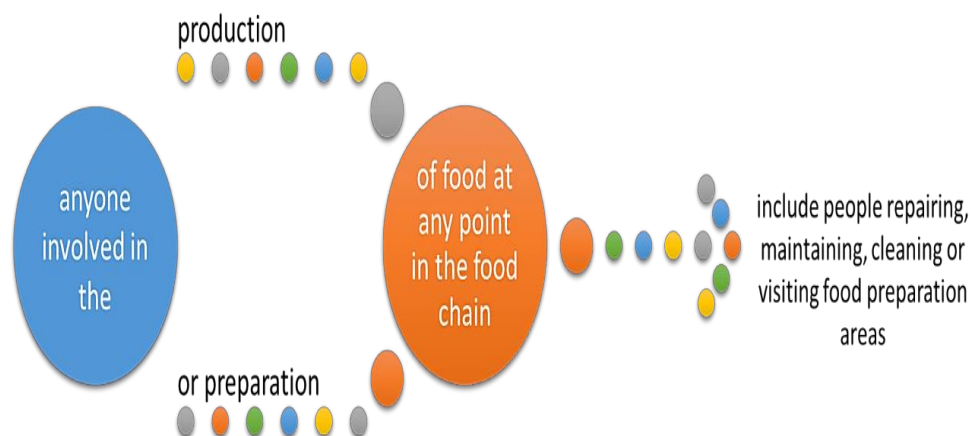 anyone
involved in
the
production
or preparation
of food at
any point
in the food
chain
include people repairing,
maintaining, cleaning or
visiting food preparation
areas